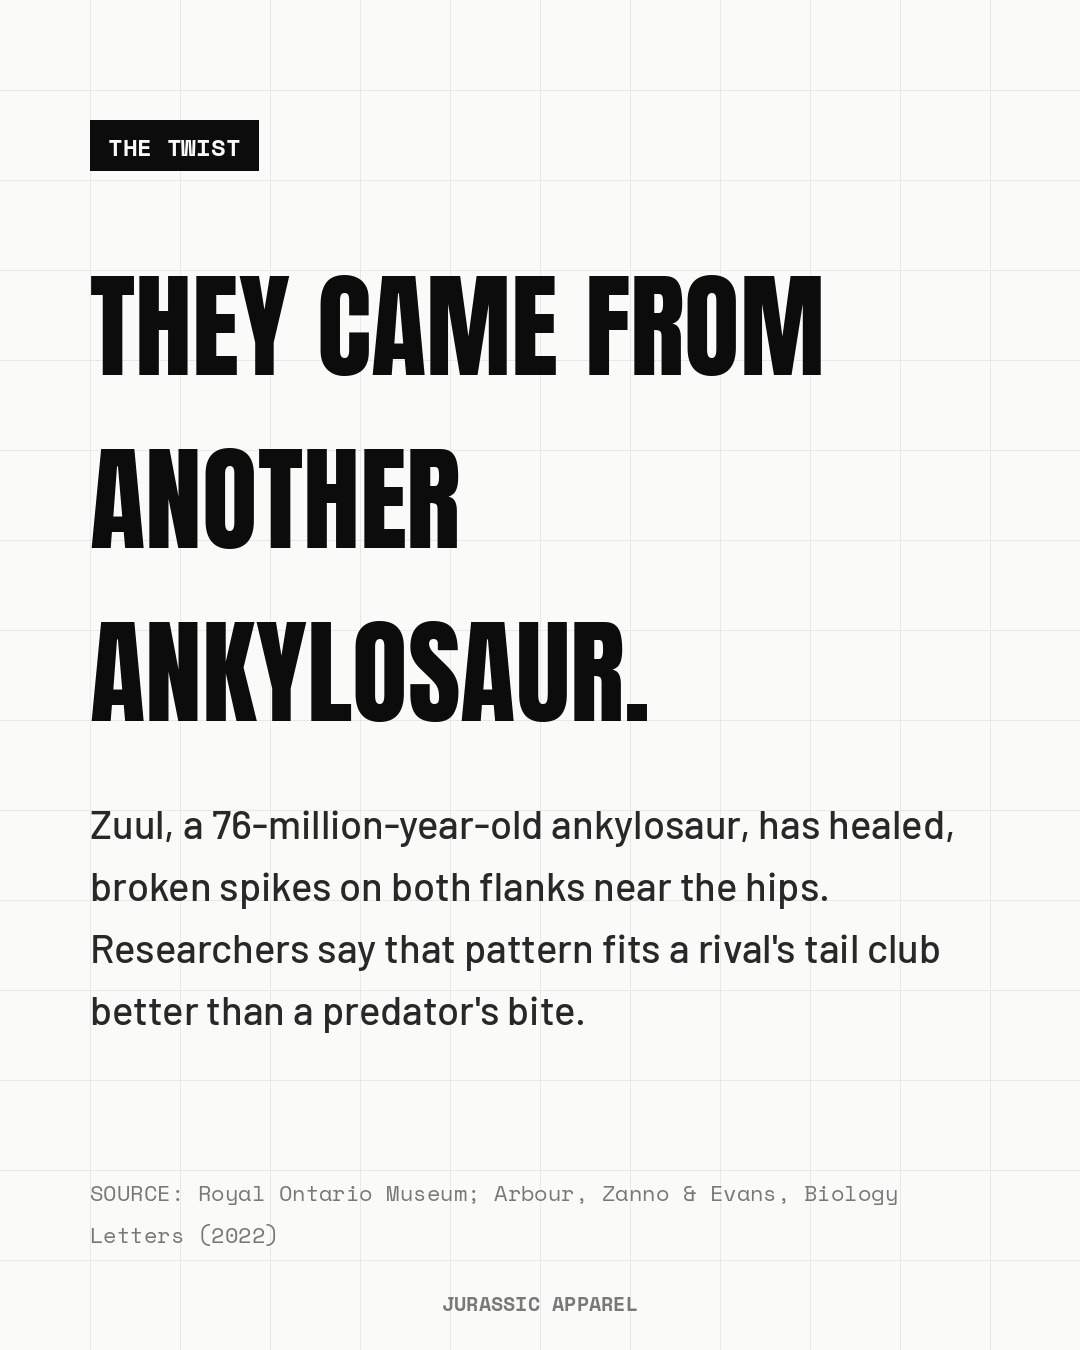 THE TWIST
THEY CAME FROM
ANOTHER
ANKYLOSAUR.
Zuul, a 76-million-year-old ankylosaur, has healed,
broken spikes on both flanks near the hips.
Researchers say that pattern fits a rival's tail club
better than a predator's bite.
SOURCE: Royal Ontario Museum; Arbour, Zanno & Evans, Biology
Letters (2022)
JURASSIC APPAREL